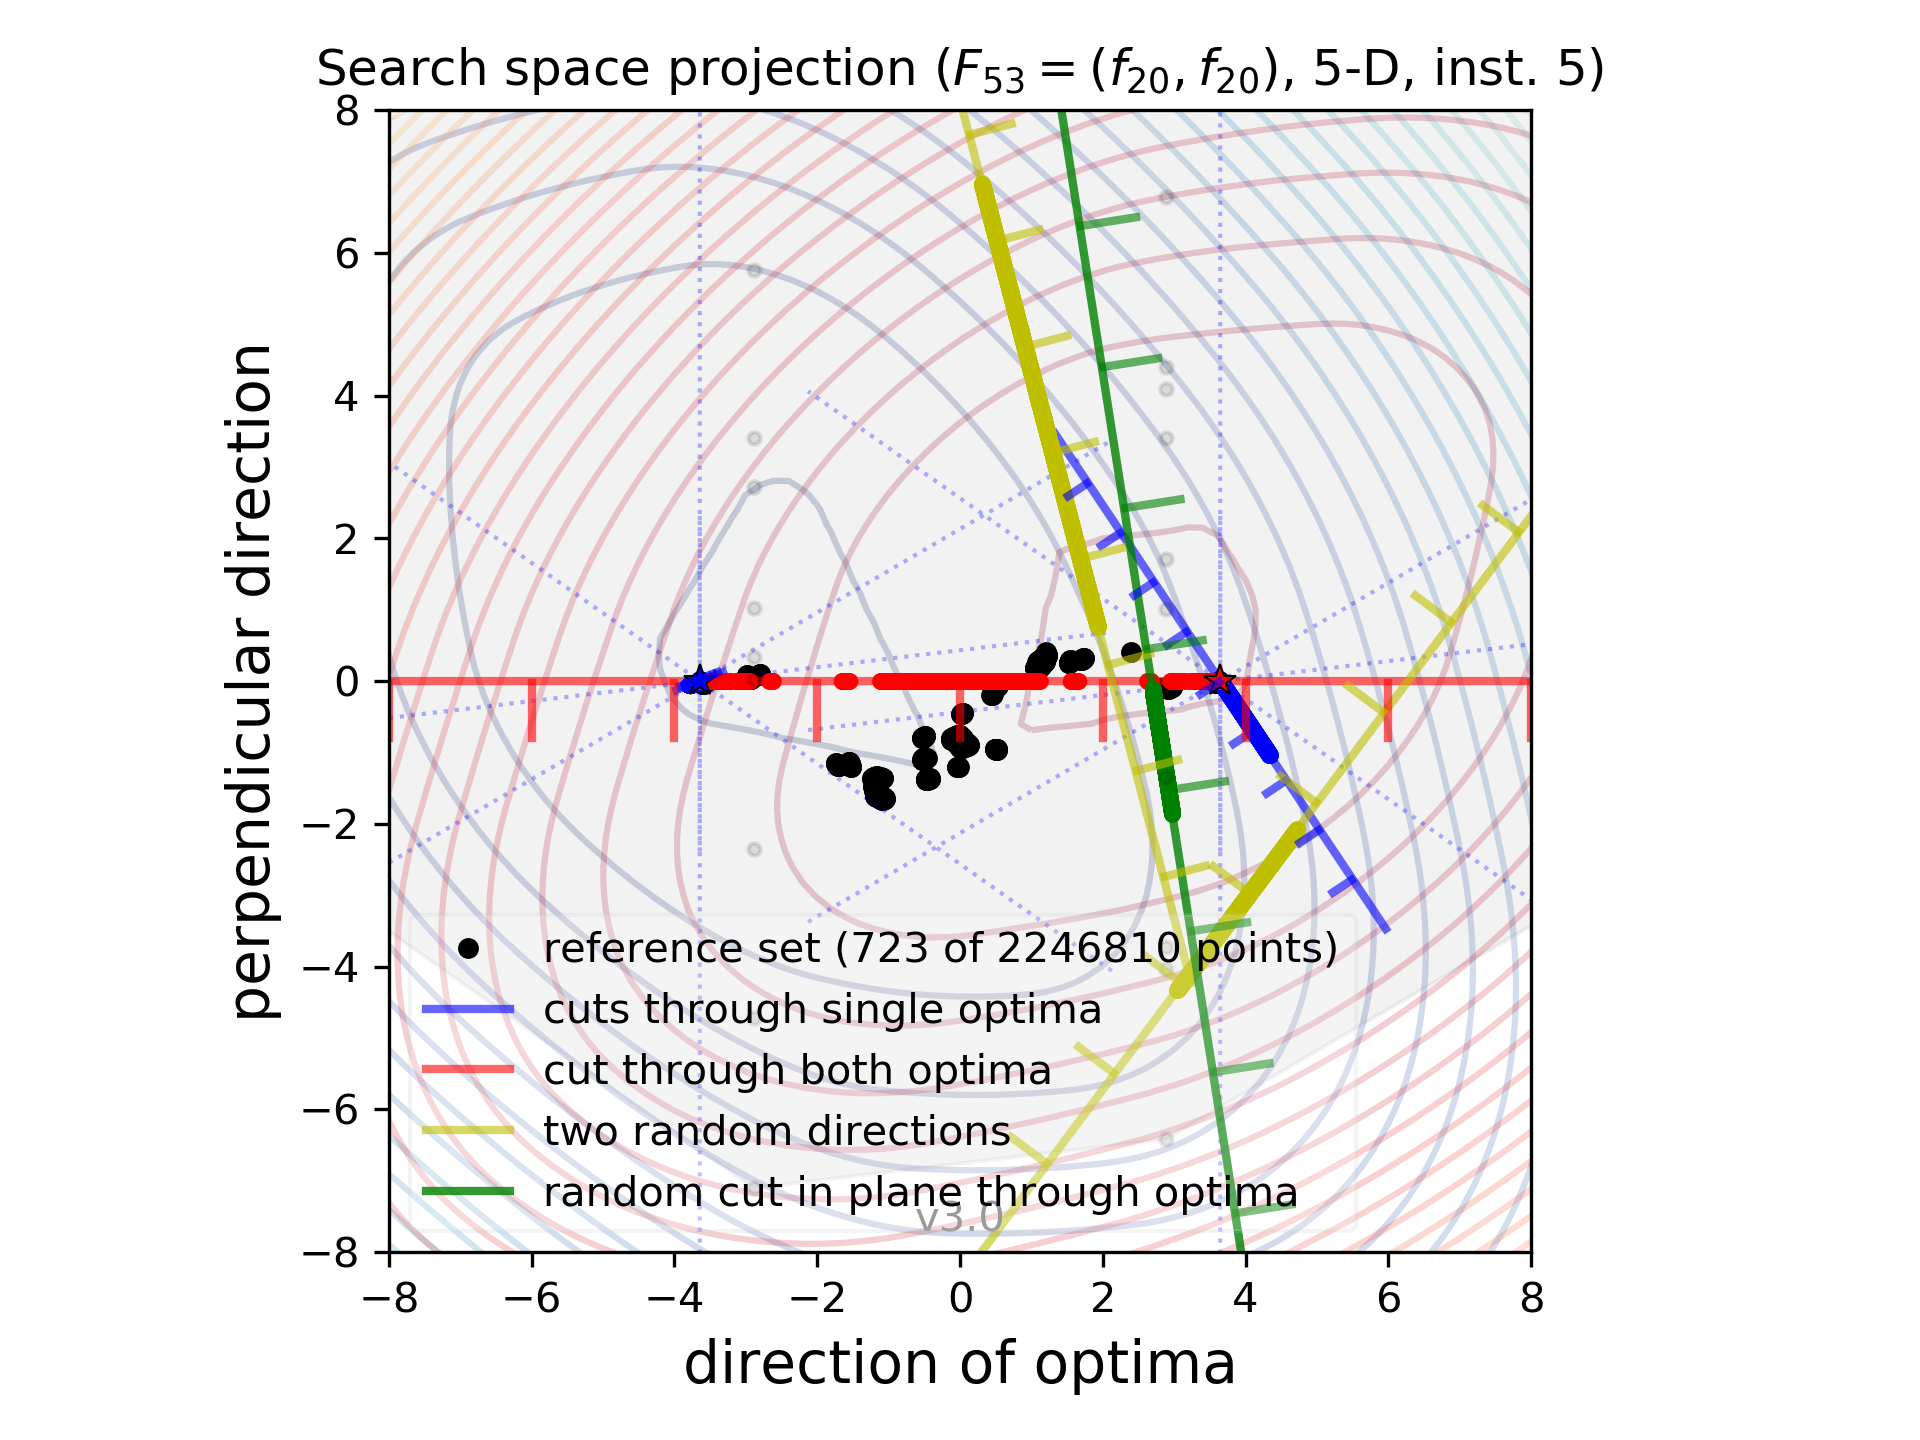 Search space projection (F53 = (f20, f20), 5-D, inst. 5)
8
6
4
2
0
−2
−4
−6
−8
perpendicular direction
reference set (723 of 2246810 points)
cuts through single optima
cut through both optima
two random directions
random cut in plane through optima
v3.0
−8 −6 −4 −2 0 2 4 6 8
direction of optima